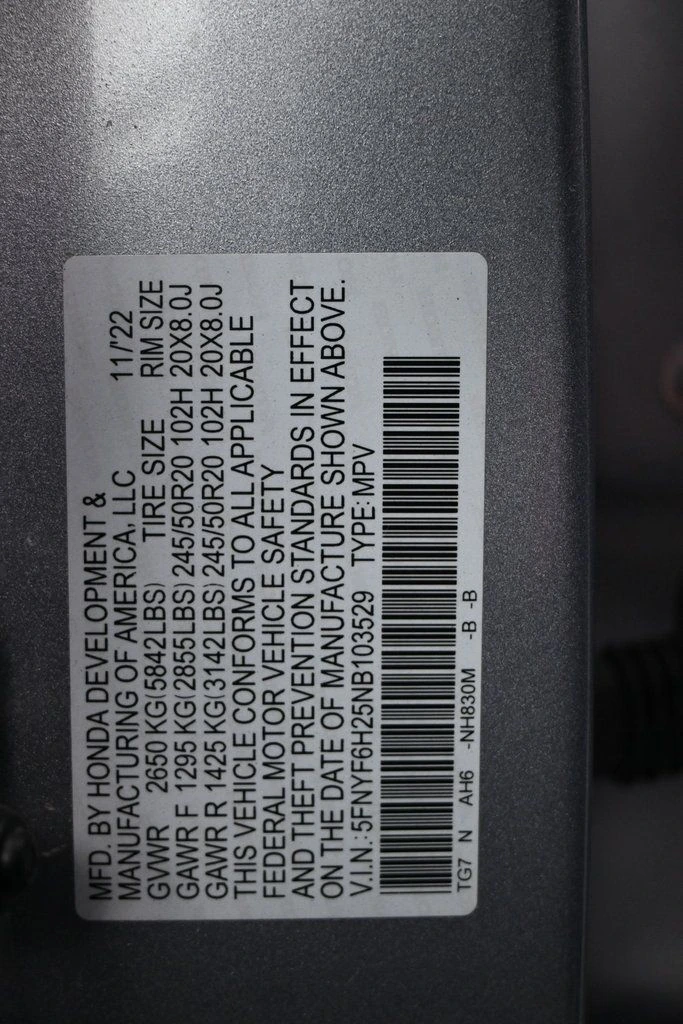 MFD. BY HONDA DEVELOPMENT &
MANUFACTURING OF AMERICA, LLC 11/'22
GVWR 2650 KG(5842LBS) TIRE SIZE RIM SIZE
GAWR F 1295 KG(2855LBS) 245/50R20 102H 20X8.0J
GAWR R 1425 KG(3142LBS) 245/50R20 102H 20X8.0J
THIS VEHICLE CONFORMS TO ALL APPLICABLE
FEDERAL MOTOR VEHICLE SAFETY
AND THEFT PREVENTION STANDARDS IN EFFECT
ON THE DATE OF MANUFACTURE SHOWN ABOVE.
V.I.N.:5FNYF6H25NB103529 TYPE:MPV
TG7 N AH6 -NH830M -B -B